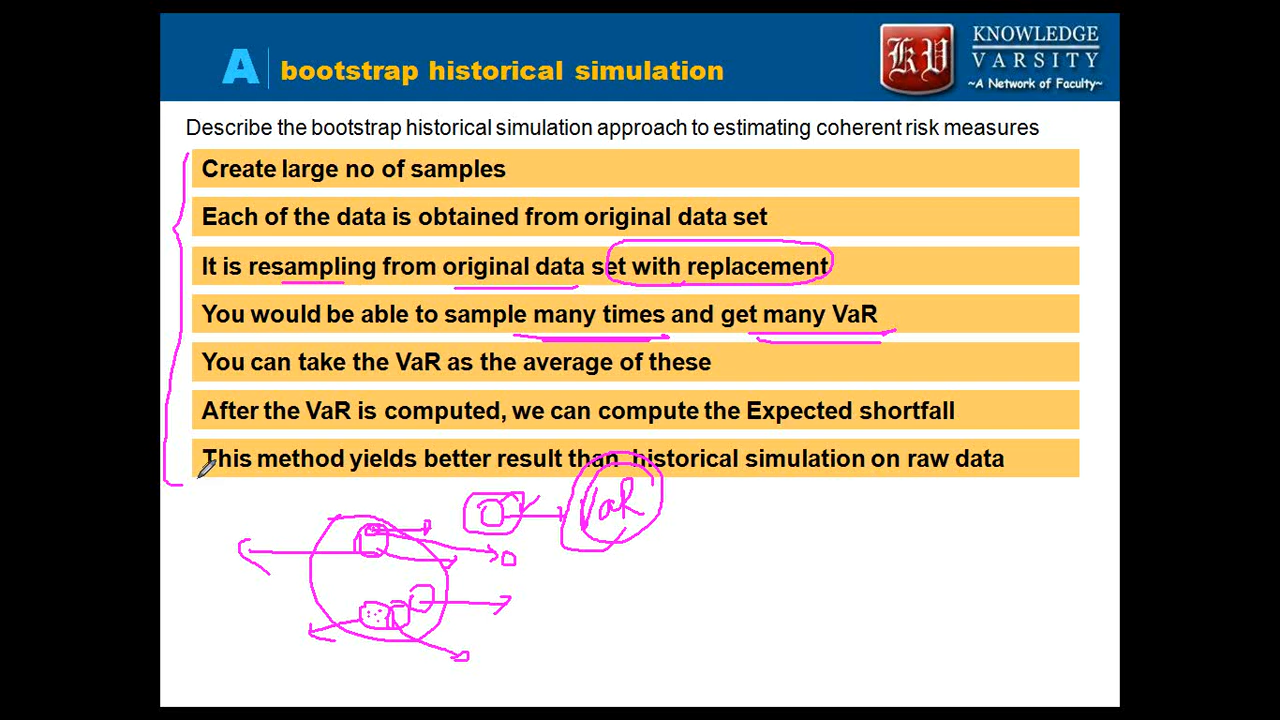 A bootstrap historical simulation
KV KNOWLEDGE
VARSITY
~A Network of Faculty~
Describe the bootstrap historical simulation approach to estimating coherent risk measures
Create large no of samples
Each of the data is obtained from original data set
It is resampling from original data set with replacement
You would be able to sample many times and get many VaR
You can take the VaR as the average of these
After the VaR is computed, we can compute the Expected shortfall
This method yields better result than historical simulation on raw data
VaR